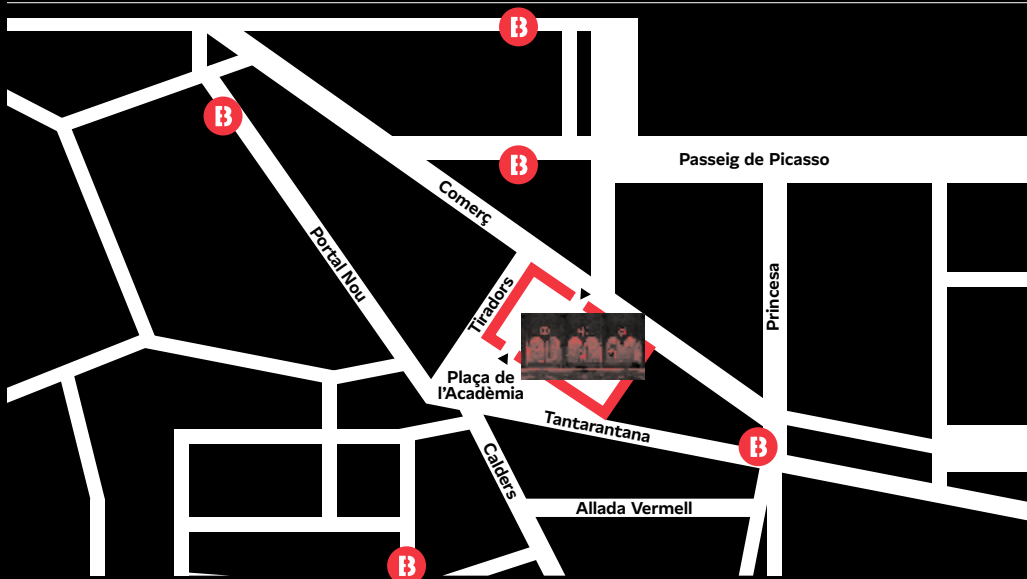 B
Passeig de Picasso
B
B
Comerç
Portal Nou
Tiradors
Princesa
Plaça de
l’Acadèmia
Tantarantana
B
Calders
Allada Vermell
B